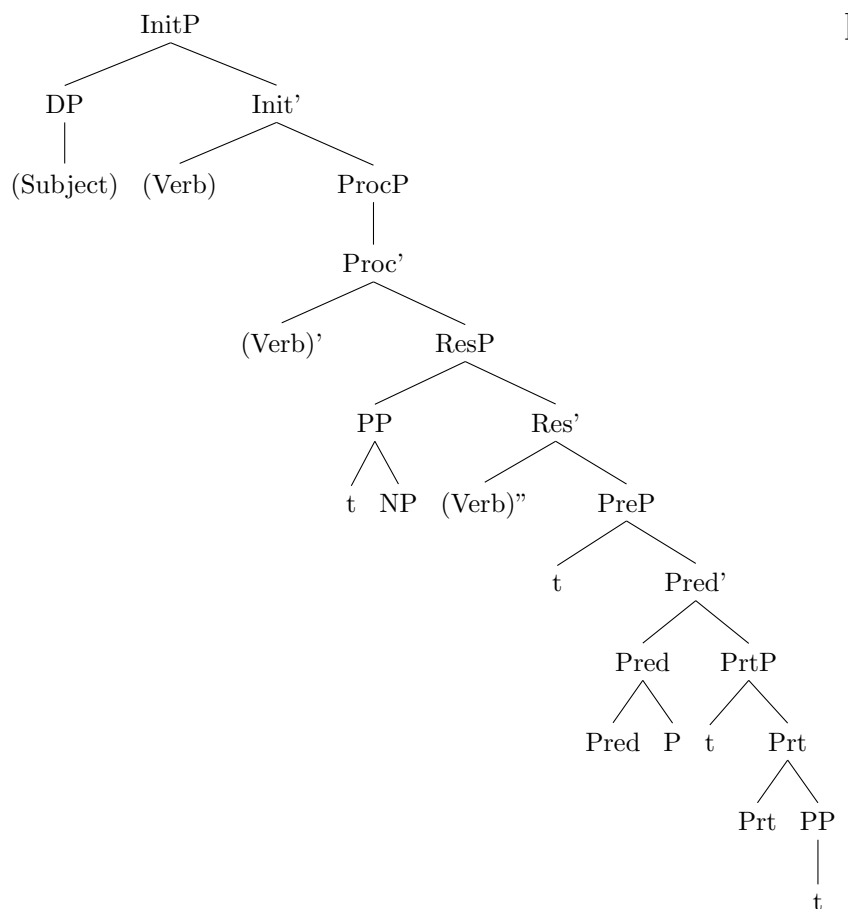 InitP
DP Init’
(Subject) (Verb) ProcP
Proc’
(Verb)’ ResP
PP Res’
t NP (Verb)” PreP
t Pred’
Pred PrtP
Pred P t Prt
Prt PP
t